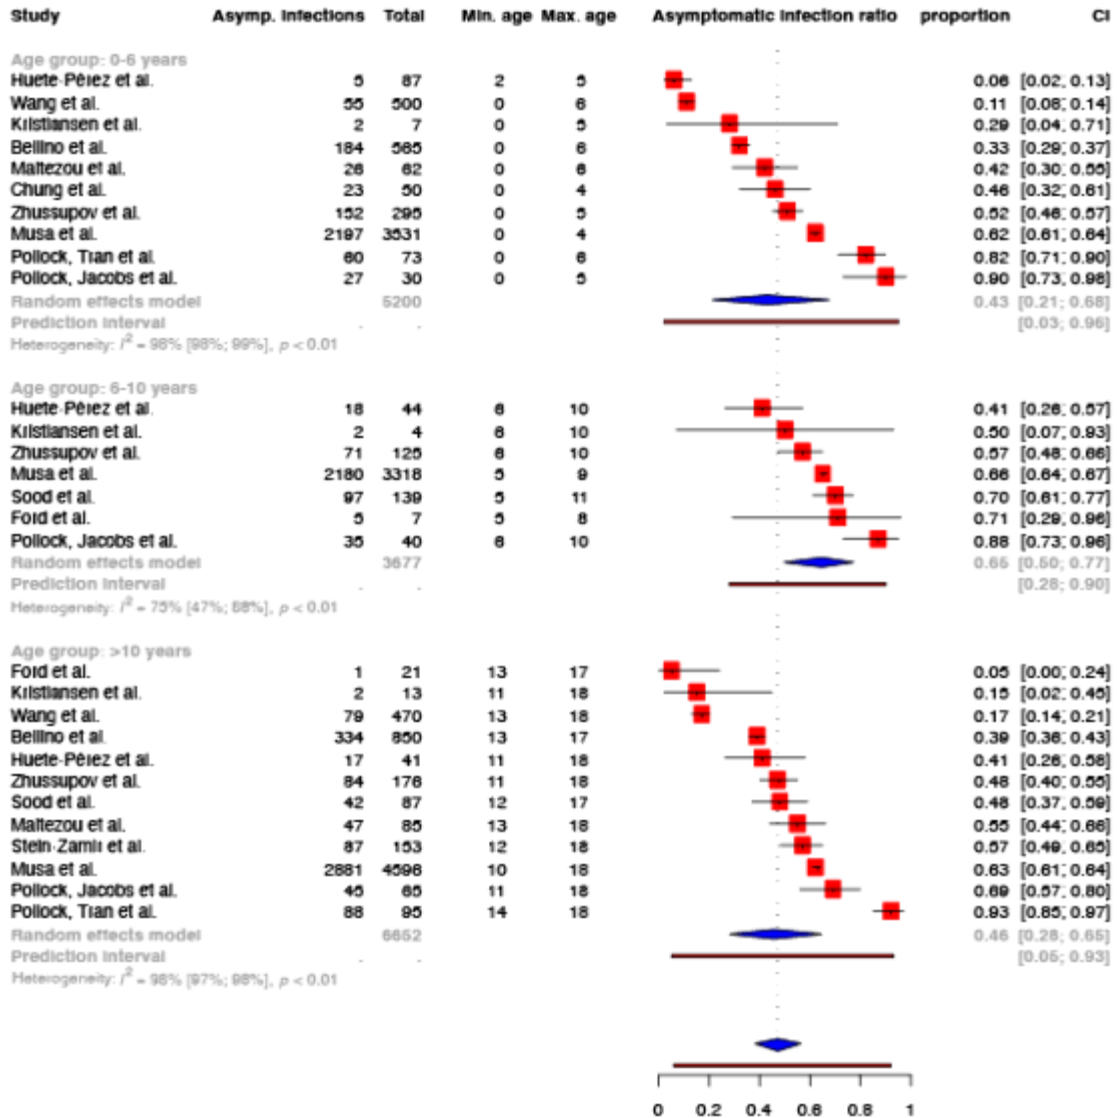 Study Asymp. Infections Total Min. age Max. age Asymptomatic infection ratio proportion CI
Age group: 0-6 years
Huete-Pérez et al. 5 87 2 5 0.06 [0.02; 0.13]
Wang et al. 55 500 0 6 0.11 [0.08; 0.14]
Kristiansen et al. 2 7 0 5 0.29 [0.04; 0.71]
Bellino et al. 184 565 0 6 0.33 [0.29; 0.37]
Maltezou et al. 26 62 0 6 0.42 [0.30; 0.55]
Chung et al. 23 50 0 4 0.46 [0.32; 0.61]
Zhussupov et al. 152 295 0 5 0.52 [0.46; 0.57]
Musa et al. 2197 3531 0 4 0.62 [0.61; 0.64]
Pollock, Tran et al. 60 73 0 6 0.82 [0.71; 0.90]
Pollock, Jacobs et al. 27 30 0 5 0.90 [0.73; 0.98]
Random effects model 5200 0.43 [0.21; 0.68]
Prediction interval . . [0.03; 0.96]
Heterogeneity: I² = 98% [98%; 99%], p < 0.01
Age group: 6-10 years
Huete-Pérez et al. 18 44 6 10 0.41 [0.26; 0.57]
Kristiansen et al. 2 4 6 10 0.50 [0.07; 0.93]
Zhussupov et al. 71 125 6 10 0.57 [0.48; 0.66]
Musa et al. 2180 3318 5 9 0.66 [0.64; 0.67]
Sood et al. 97 139 5 11 0.70 [0.61; 0.77]
Ford et al. 5 7 5 8 0.71 [0.29; 0.96]
Pollock, Jacobs et al. 35 40 6 10 0.88 [0.73; 0.96]
Random effects model 3677 0.65 [0.50; 0.77]
Prediction interval . . [0.28; 0.90]
Heterogeneity: I² = 75% [47%; 88%], p < 0.01
Age group: >10 years
Ford et al. 1 21 13 17 0.05 [0.00; 0.24]
Kristiansen et al. 2 13 11 18 0.15 [0.02; 0.45]
Wang et al. 79 470 13 18 0.17 [0.14; 0.21]
Bellino et al. 334 850 13 17 0.39 [0.36; 0.43]
Huete-Pérez et al. 17 41 11 18 0.41 [0.26; 0.58]
Zhussupov et al. 84 176 11 18 0.48 [0.40; 0.55]
Sood et al. 42 87 12 17 0.48 [0.37; 0.59]
Maltezou et al. 47 85 13 18 0.55 [0.44; 0.66]
Stein-Zamir et al. 87 153 12 18 0.57 [0.49; 0.65]
Musa et al. 2881 4596 10 18 0.63 [0.61; 0.64]
Pollock, Jacobs et al. 45 65 11 18 0.69 [0.57; 0.80]
Pollock, Tran et al. 88 95 14 18 0.93 [0.85; 0.97]
Random effects model 6652 0.46 [0.28; 0.65]
Prediction interval . . [0.05; 0.93]
Heterogeneity: I² = 98% [97%; 98%], p < 0.01
0 0.2 0.4 0.6 0.8 1